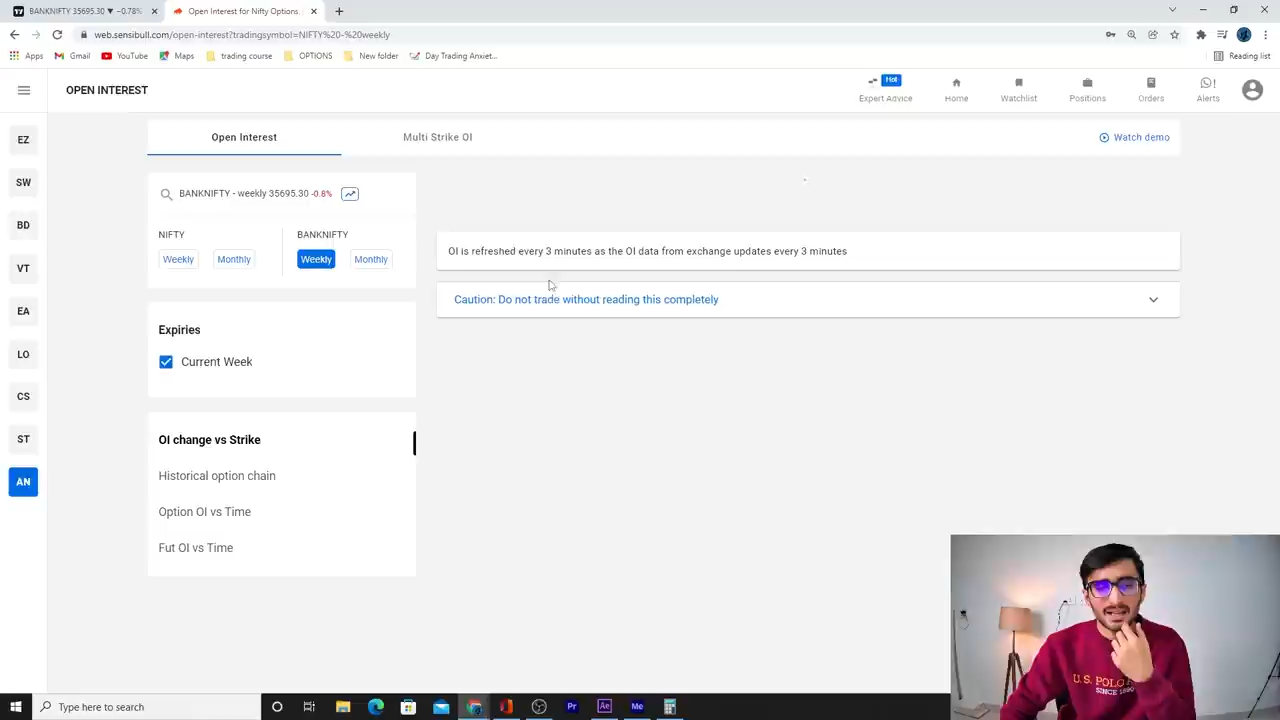 BANKNIFTY 35695.30 ▼ −0.78%
Open Interest for Nifty Options,
web.sensibull.com/open-interest?tradingsymbol=NIFTY%20-%20weekly
Apps
Gmail
YouTube
Maps
trading course
OPTIONS
New folder
Day Trading Anxiet...
Reading list
OPEN INTEREST
Hot
Expert Advice
Home
Watchlist
Positions
Orders
Alerts
EZ
SW
BD
VT
EA
LO
CS
ST
AN
Open Interest
Multi Strike OI
Watch demo
BANKNIFTY - weekly 35695.30 -0.8%
NIFTY
Weekly
Monthly
BANKNIFTY
Weekly
Monthly
Expiries
Current Week
OI change vs Strike
Historical option chain
Option OI vs Time
Fut OI vs Time
OI is refreshed every 3 minutes as the OI data from exchange updates every 3 minutes
Caution: Do not trade without reading this completely
U.S. POLO A
SINCE 1890
Type here to search
Pr
Ae
Me